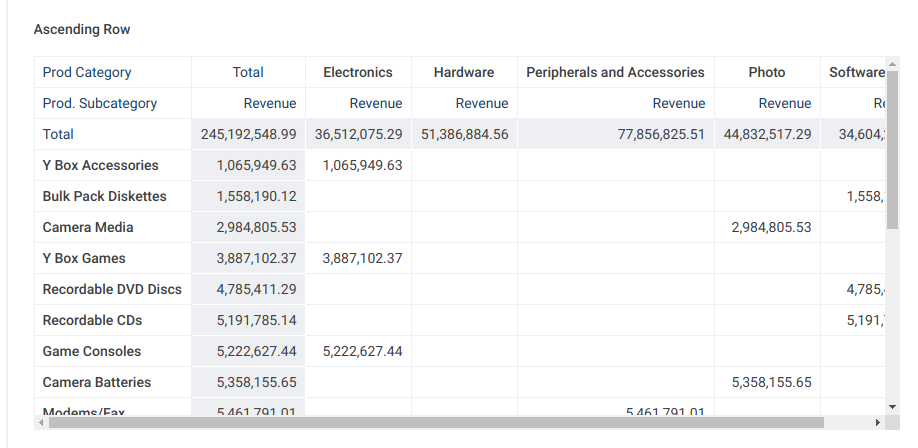 Ascending Row
Prod Category Total Electronics Hardware Peripherals and Accessories Photo Software
Prod. Subcategory Revenue Revenue Revenue Revenue Revenue
Total 245,192,548.99 36,512,075.29 51,386,884.56 77,856,825.51 44,832,517.29 34,604,
Y Box Accessories 1,065,949.63 1,065,949.63
Bulk Pack Diskettes 1,558,190.12 1,558,
Camera Media 2,984,805.53 2,984,805.53
Y Box Games 3,887,102.37 3,887,102.37
Recordable DVD Discs 4,785,411.29 4,785,
Recordable CDs 5,191,785.14 5,191,
Game Consoles 5,222,627.44 5,222,627.44
Camera Batteries 5,358,155.65 5,358,155.65
Modems/Fax 5,461,791.01 5,461,791.01